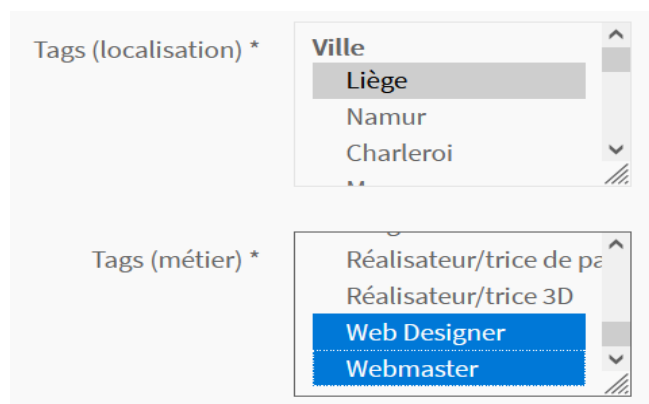 Tags (localisation) *
Ville
Liège
Namur
Charleroi
Tags (métier) *
Réalisateur/trice de pa
Réalisateur/trice 3D
Web Designer
Webmaster